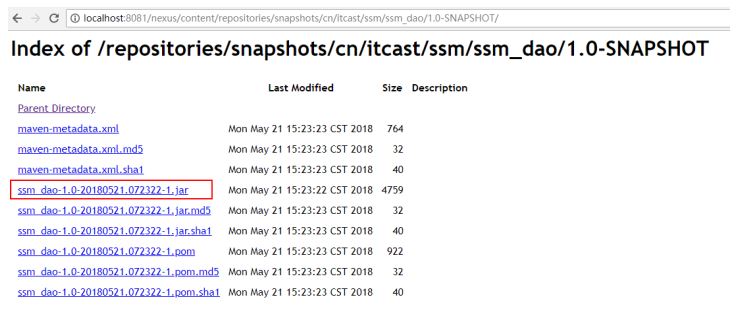 localhost:8081/nexus/content/repositories/snapshots/cn/itcast/ssm/ssm_dao/1.0-SNAPSHOT/
Index of /repositories/snapshots/cn/itcast/ssm/ssm_dao/1.0-SNAPSHOT
Name Last Modified Size Description
Parent Directory
maven-metadata.xml Mon May 21 15:23:23 CST 2018 764
maven-metadata.xml.md5 Mon May 21 15:23:23 CST 2018 32
maven-metadata.xml.sha1 Mon May 21 15:23:23 CST 2018 40
ssm_dao-1.0-20180521.072322-1.jar Mon May 21 15:23:22 CST 2018 4759
ssm_dao-1.0-20180521.072322-1.jar.md5 Mon May 21 15:23:23 CST 2018 32
ssm_dao-1.0-20180521.072322-1.jar.sha1 Mon May 21 15:23:23 CST 2018 40
ssm_dao-1.0-20180521.072322-1.pom Mon May 21 15:23:23 CST 2018 922
ssm_dao-1.0-20180521.072322-1.pom.md5 Mon May 21 15:23:23 CST 2018 32
ssm_dao-1.0-20180521.072322-1.pom.sha1 Mon May 21 15:23:23 CST 2018 40